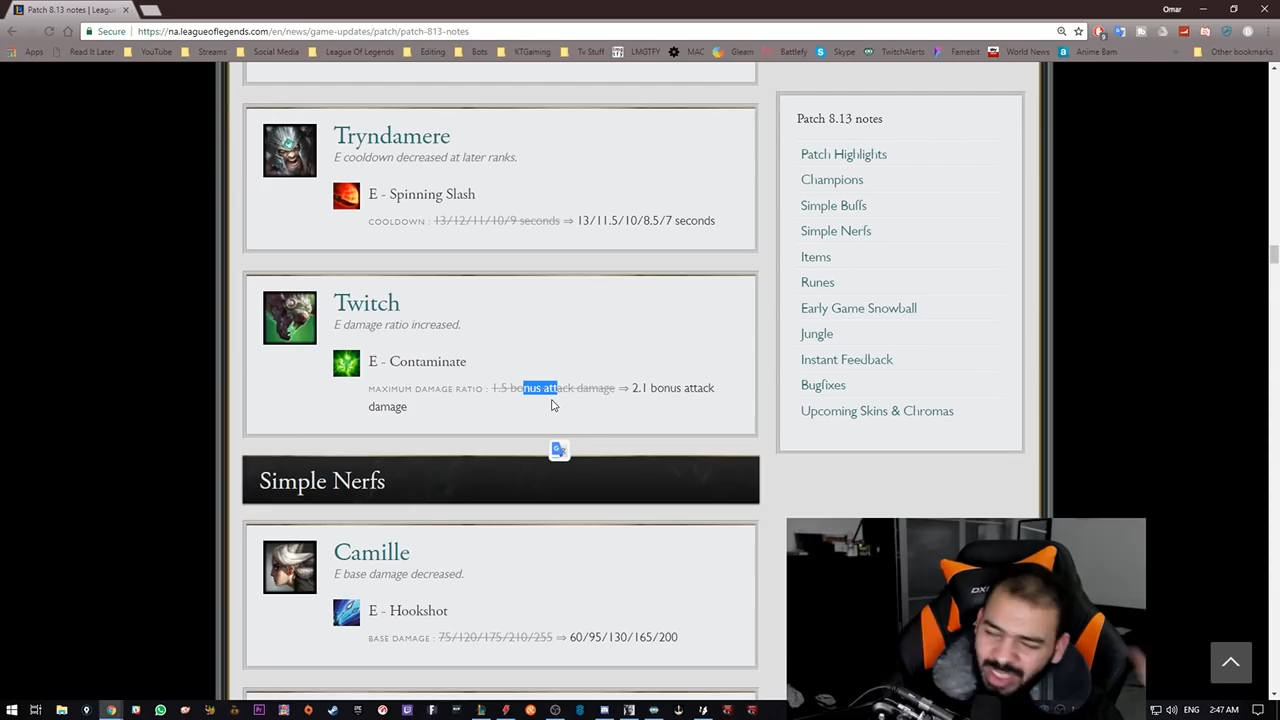 Patch 8.13 notes | Leagu
Omar
Secure
https://na.leagueoflegends.com/en/news/game-updates/patch/patch-813-notes
Apps Read It Later YouTube Streams Social Media League Of Legends Editing Bots KTGaming Tv Stuff LMGTFY MAC Gleam Battlefy Skype TwitchAlerts Famebit World News Anime Bam Other bookmarks
Tryndamere
E cooldown decreased at later ranks.
E - Spinning Slash
COOLDOWN : 13/12/11/10/9 seconds ⇒ 13/11.5/10/8.5/7 seconds
Twitch
E damage ratio increased.
E - Contaminate
MAXIMUM DAMAGE RATIO : 1.5 bonus attack damage ⇒ 2.1 bonus attack
damage
Simple Nerfs
Camille
E base damage decreased.
E - Hookshot
BASE DAMAGE : 75/120/175/210/255 ⇒ 60/95/130/165/200
Patch 8.13 notes
Patch Highlights
Champions
Simple Buffs
Simple Nerfs
Items
Runes
Early Game Snowball
Jungle
Instant Feedback
Bugfixes
Upcoming Skins & Chromas
2:47 AM